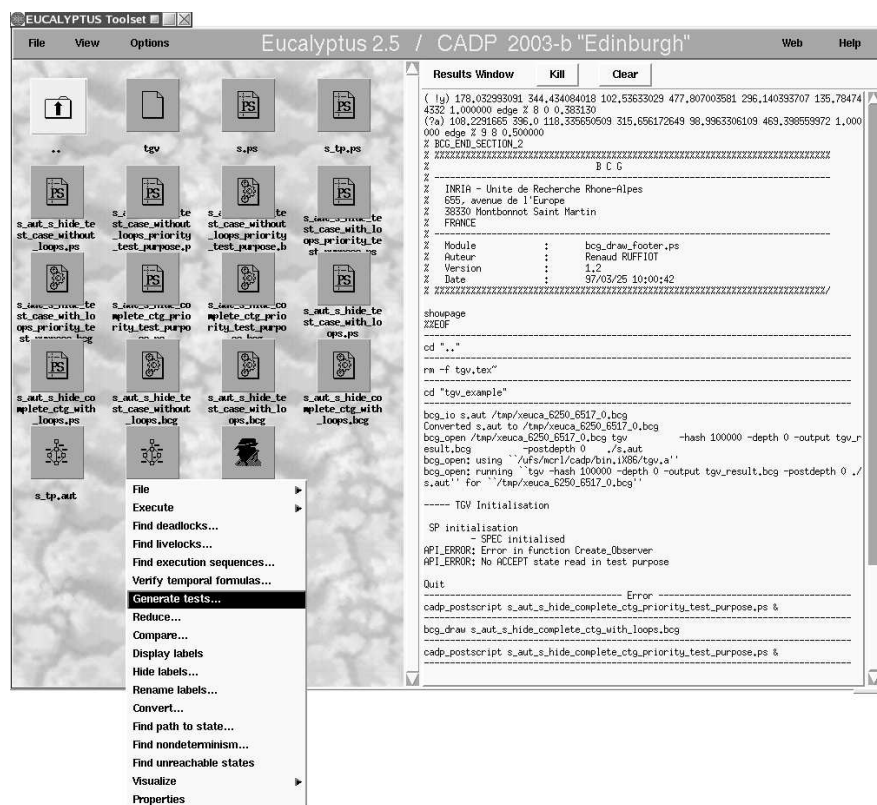 EUCALYPTUS Toolset
File View Options Eucalyptus 2.5 / CADP 2003-b "Edinburgh" Web Help
..
tgv
s.ps
s_tp.ps
s_aut_s_hide_te
st_case_without
_loops.ps
st_case_without
_loops_priority
_test_purpose.p
st_case_without
_loops_priority
_test_purpose.b
st_case_with_lo
ops_priority_te
st_case_with_lo
ops_priority_te
mplete_ctg_prio
rity_test_purpo
mplete_ctg_prio
rity_test_purpo
s_aut_s_hide_te
st_case_with_lo
ops.ps
s_aut_s_hide_co
mplete_ctg_with
_loops.ps
s_aut_s_hide_te
st_case_without
_loops.bcg
s_aut_s_hide_te
st_case_with_lo
ops.bcg
s_aut_s_hide_co
mplete_ctg_with
_loops.bcg
s_tp.aut
File
Execute
Find deadlocks...
Find livelocks...
Find execution sequences...
Verify temporal formulas...
Generate tests...
Reduce...
Compare...
Display labels
Hide labels...
Rename labels...
Convert...
Find path to state...
Find nondeterminism...
Find unreachable states
Visualize
Properties
Results Window Kill Clear
( !y) 178.032993091 344.434084018 102.53633029 477.807003581 296.140393707 135.78474
4332 1.000000 edge % 8 0 0.383130
(?a) 108.2291665 396.0 118.335650509 315.656172649 98.9963306109 469.398559972 1.000
000 edge % 9 8 0.500000
% BCG_END_SECTION_2
% B C G
% INRIA - Unite de Recherche Rhone-Alpes
% 655, avenue de l'Europe
% 38330 Montbonnot Saint Martin
% FRANCE
% Module : bcg_draw_footer.ps
% Auteur : Renaud RUFFIOT
% Version : 1.2
% Date : 97/03/25 10:00:42
showpage
%%EOF
cd ".."
rm -f tgv.tex~
cd "tgv_example"
bcg_io s.aut /tmp/xeuca_6250_6517_0.bcg
Converted s.aut to /tmp/xeuca_6250_6517_0.bcg
bcg_open /tmp/xeuca_6250_6517_0.bcg tgv -hash 100000 -depth 0 -output tgv_r
esult.bcg -postdepth 0 ./s.aut
bcg_open: using ``/ufs/mcrl/cadp/bin.iX86/tgv.a''
bcg_open: running ``tgv -hash 100000 -depth 0 -output tgv_result.bcg -postdepth 0 ./
s.aut'' for ``/tmp/xeuca_6250_6517_0.bcg''
----- TGV Initialisation
SP initialisation
- SPEC initialised
API_ERROR: Error in function Create_Observer
API_ERROR: No ACCEPT state read in test purpose
Quit
Error
cadp_postscript s_aut_s_hide_complete_ctg_priority_test_purpose.ps &
bcg_draw s_aut_s_hide_complete_ctg_with_loops.bcg
cadp_postscript s_aut_s_hide_complete_ctg_priority_test_purpose.ps &